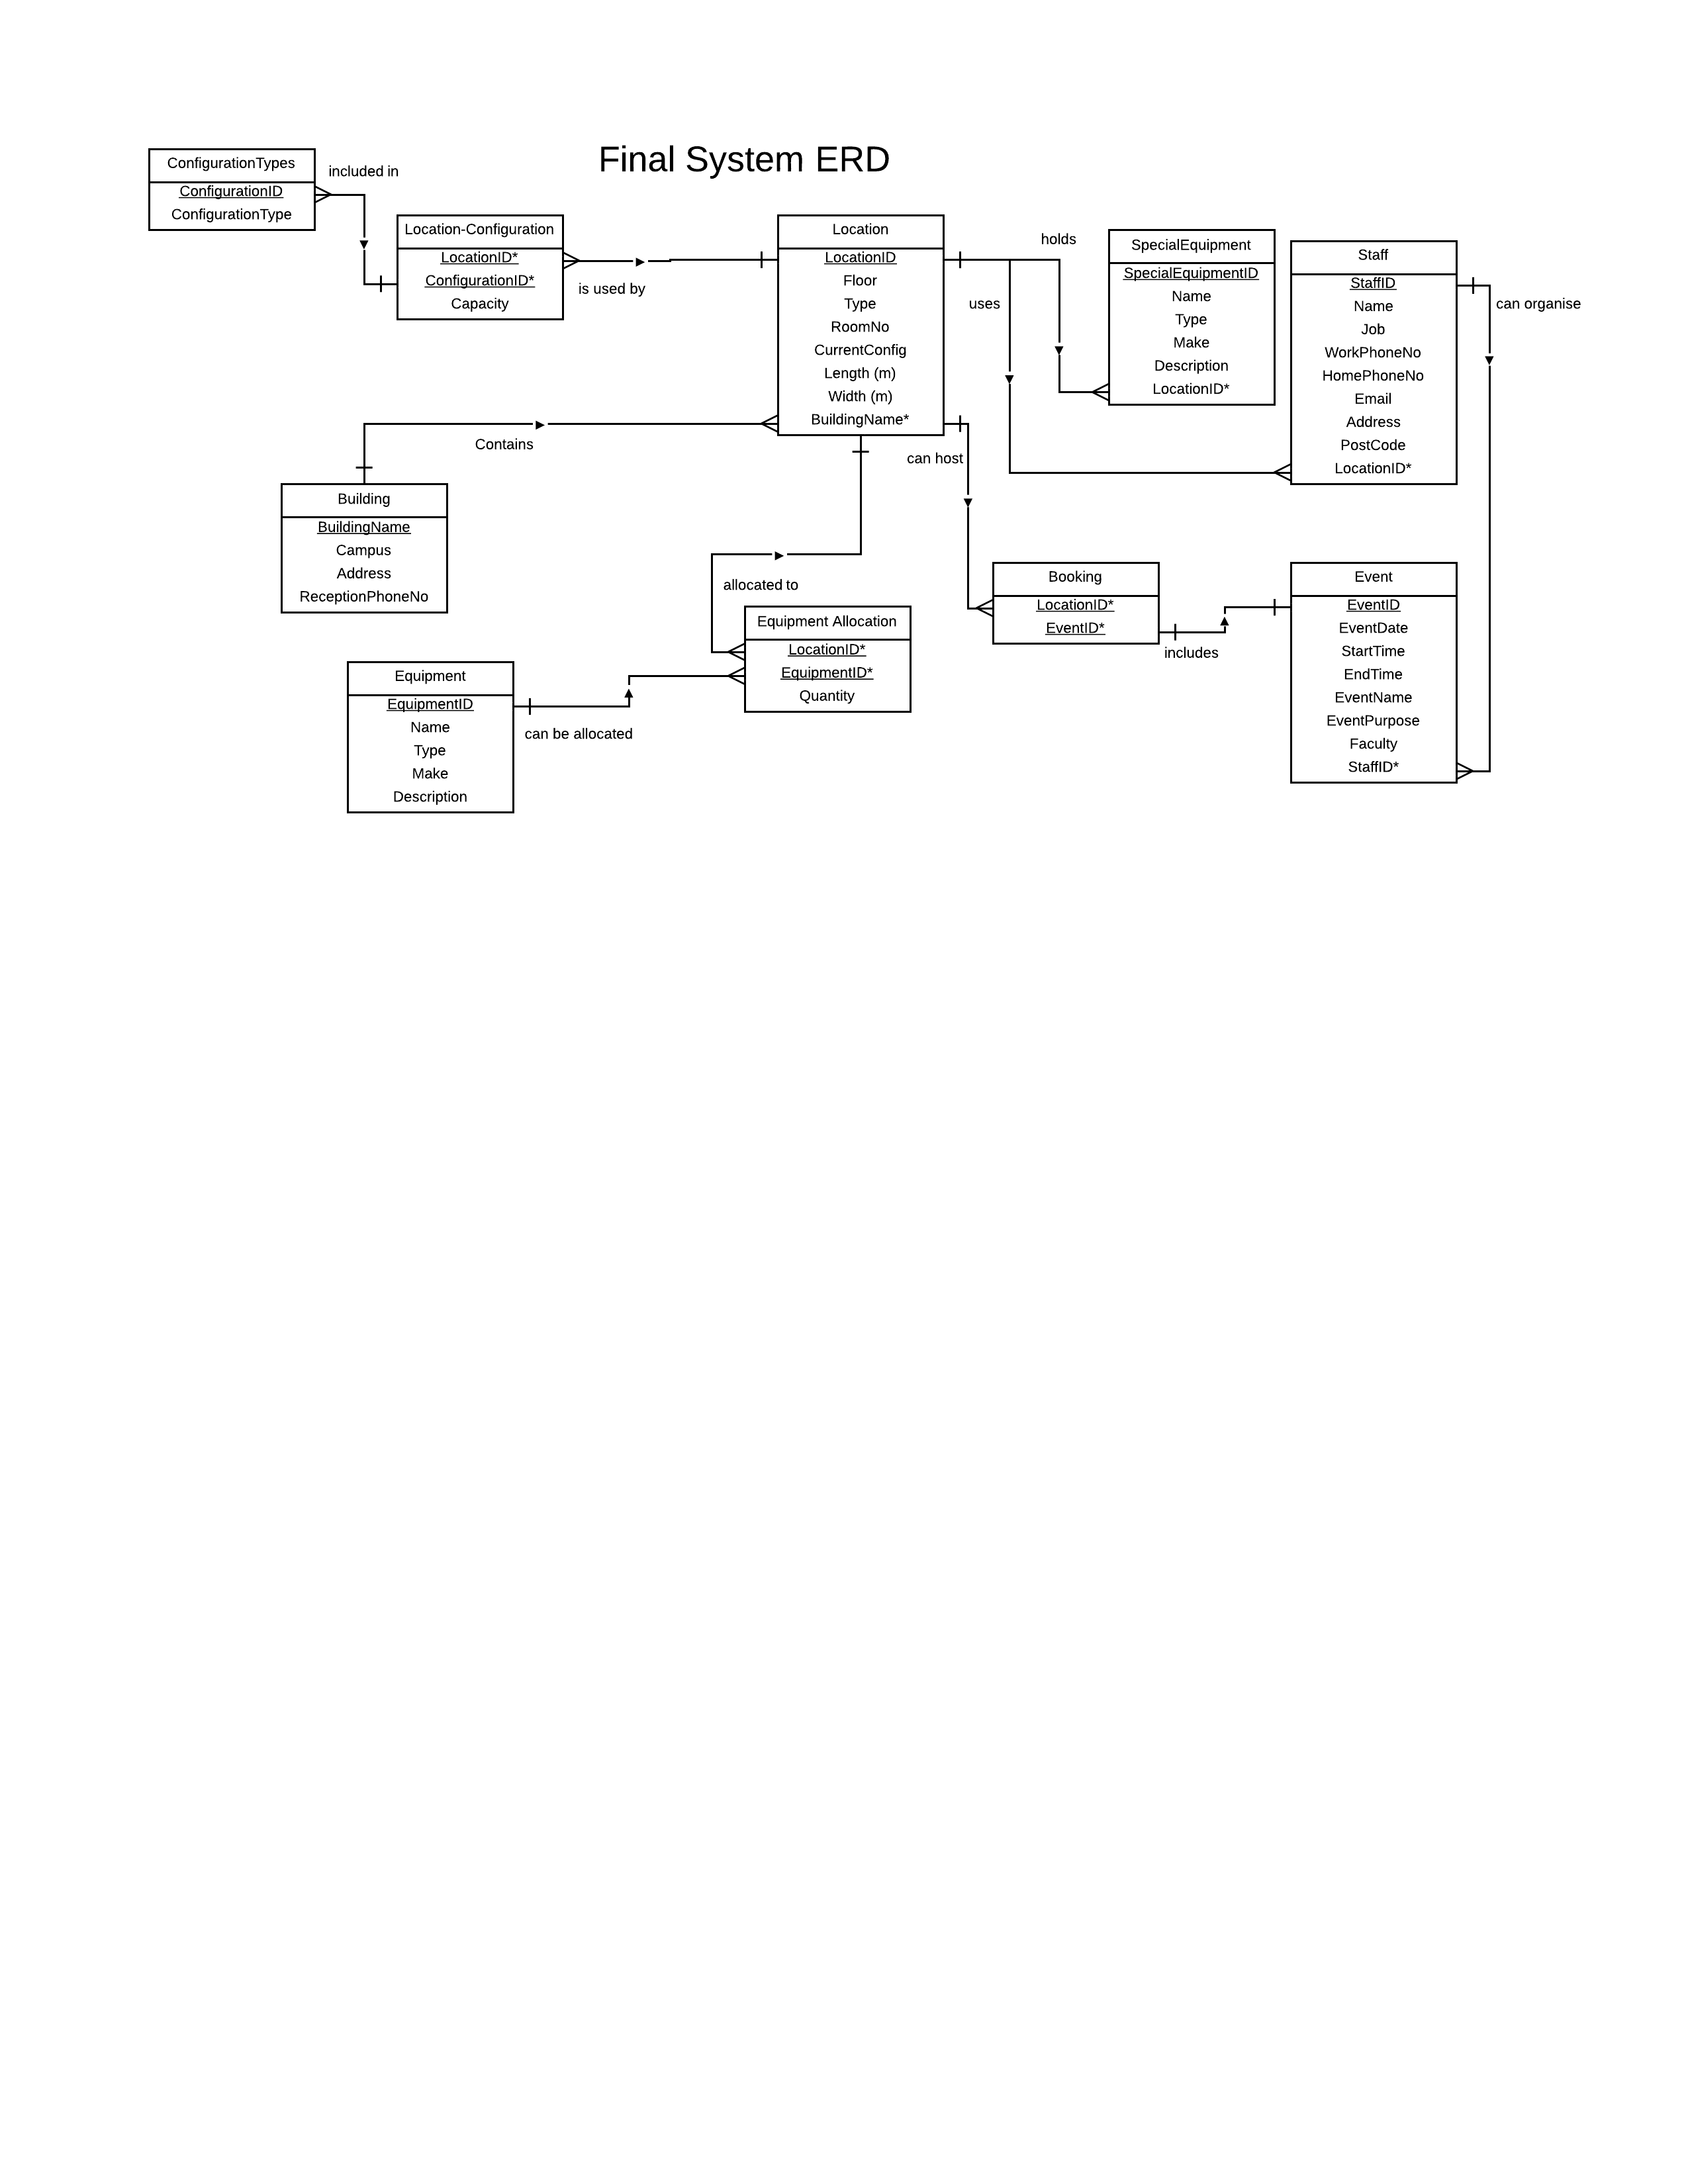 Final System ERD
ConfigurationTypes
ConfigurationID
ConfigurationType
included in
Location-Configuration
LocationID*
ConfigurationID*
Capacity
is used by
Location
LocationID
Floor
Type
RoomNo
CurrentConfig
Length (m)
Width (m)
BuildingName*
holds
uses
SpecialEquipment
SpecialEquipmentID
Name
Type
Make
Description
LocationID*
Staff
StaffID
Name
Job
WorkPhoneNo
HomePhoneNo
Email
Address
PostCode
LocationID*
can organise
Contains
can host
Building
BuildingName
Campus
Address
ReceptionPhoneNo
allocated to
Equipment Allocation
LocationID*
EquipmentID*
Quantity
Booking
LocationID*
EventID*
includes
Event
EventID
EventDate
StartTime
EndTime
EventName
EventPurpose
Faculty
StaffID*
Equipment
EquipmentID
Name
Type
Make
Description
can be allocated